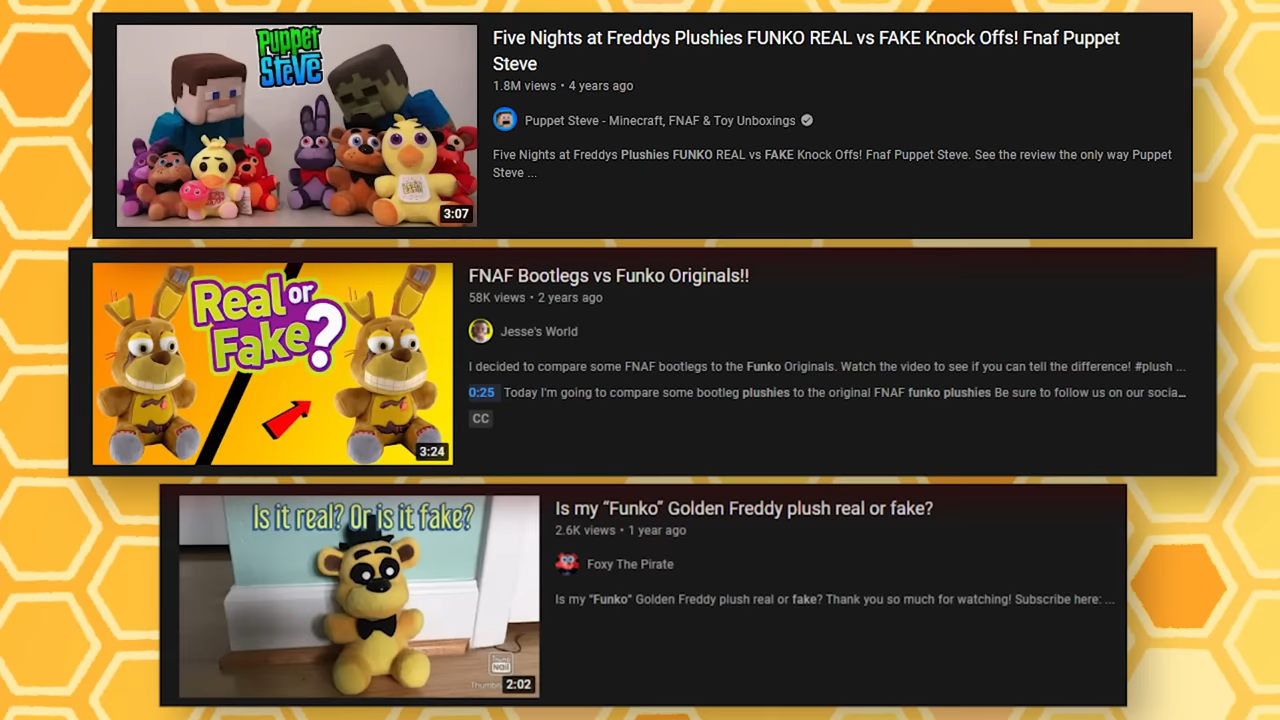 Puppet
Steve
3:07
Five Nights at Freddys Plushies FUNKO REAL vs FAKE Knock Offs! Fnaf Puppet
Steve
1.8M views • 4 years ago
Puppet Steve - Minecraft, FNAF & Toy Unboxings
Five Nights at Freddys Plushies FUNKO REAL vs FAKE Knock Offs! Fnaf Puppet Steve. See the review the only way Puppet
Steve ...
Real or
Fake?
3:24
FNAF Bootlegs vs Funko Originals!!
58K views • 2 years ago
Jesse's World
I decided to compare some FNAF bootlegs to the Funko Originals. Watch the video to see if you can tell the difference! #plush ...
0:25 Today I'm going to compare some bootleg plushies to the original FNAF funko plushies Be sure to follow us on our socia...
CC
Is it real? Or is it fake?
2:02
Is my “Funko” Golden Freddy plush real or fake?
2.6K views • 1 year ago
Foxy The Pirate
Is my “Funko” Golden Freddy plush real or fake? Thank you so much for watching! Subscribe here: ...